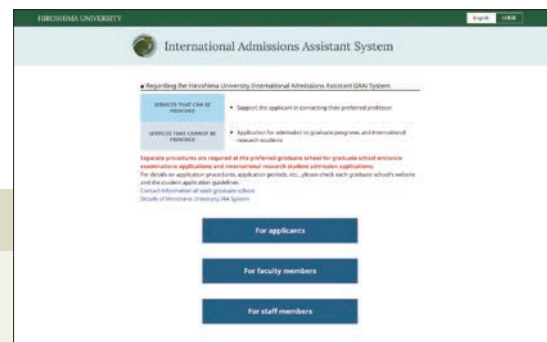 HIROSHIMA UNIVERSITY
English
International Admissions Assistant System
■ Regarding the Hiroshima University International Admissions Assistant (IAA) System
SERVICES THAT CAN BE
PROVIDED
• Support the applicant in contacting their preferred professor
SERVICES THAT CANNOT BE
PROVIDED
• Application for admission to graduate programs and international
research students
Separate procedures are required at the preferred graduate school for graduate school entrance
examinations applications and international research student admission applications.
For details on application procedures, application periods, etc., please check each graduate school's website
and the student application guidelines.
Contact information of each graduate school
Details of Hiroshima University IAA System
For applicants
For faculty members
For staff members